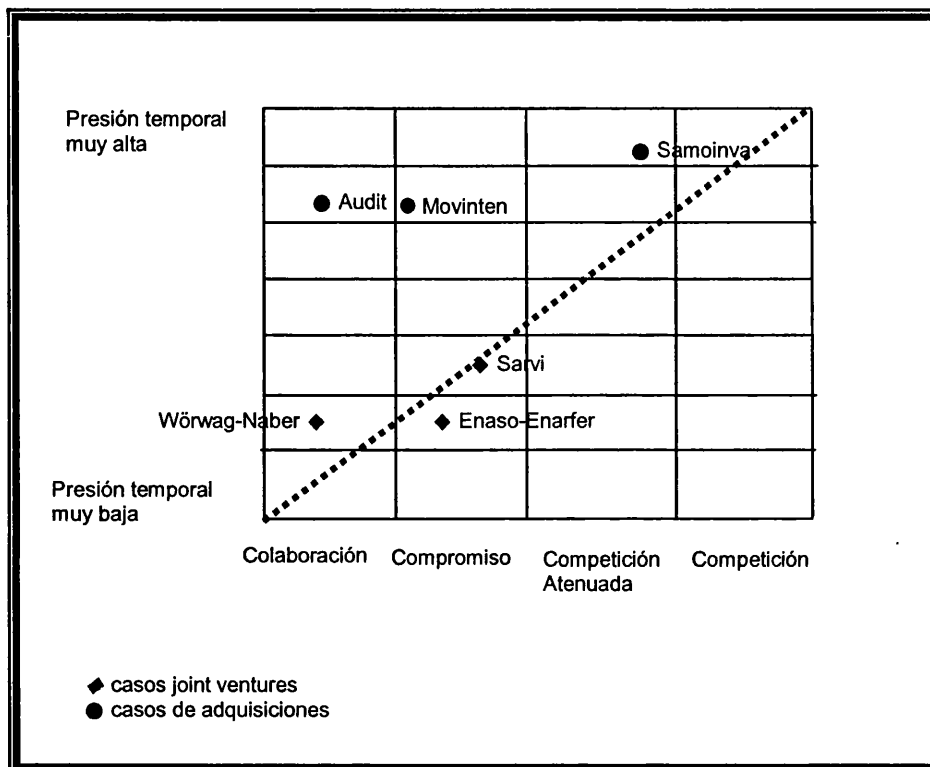 Presión temporal
muy alta
Samoinva
Audit
Movinten
Sarvi
Wörwag-Naber
Enaso-Enarfer
Presión temporal
muy baja
Colaboración
Compromiso
Competición
Atenuada
Competición
casos joint ventures
casos de adquisiciones